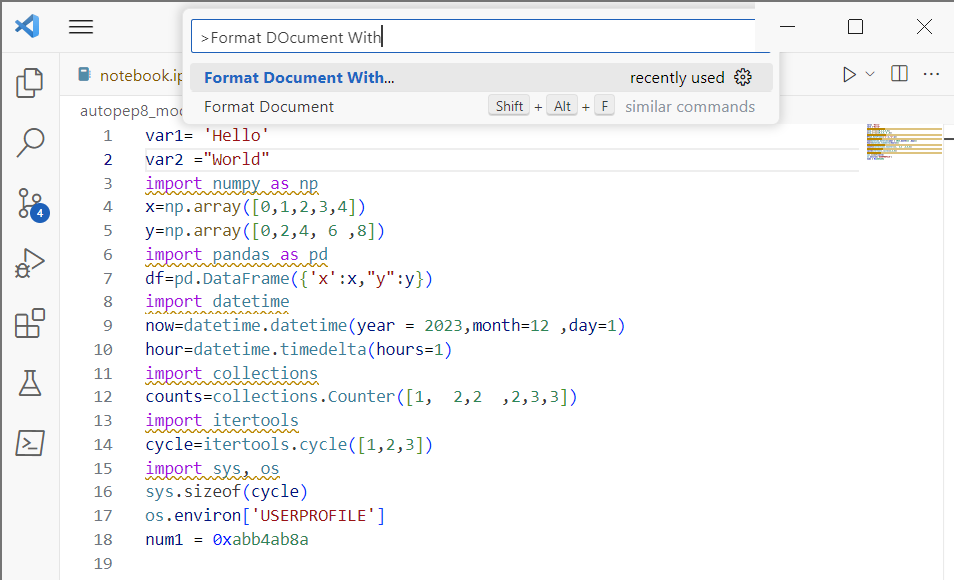 >Format DOcument With
Format Document With... recently used
Format Document Shift + Alt + F similar commands
notebook.ip
autopep8_mod
1 var1= 'Hello'
2 var2 ="World"
3 import numpy as np
4 x=np.array([0,1,2,3,4])
5 y=np.array([0,2,4, 6 ,8])
6 import pandas as pd
7 df=pd.DataFrame({'x':x,"y":y})
8 import datetime
9 now=datetime.datetime(year = 2023,month=12 ,day=1)
10 hour=datetime.timedelta(hours=1)
11 import collections
12 counts=collections.Counter([1,  2,2  ,2,3,3])
13 import itertools
14 cycle=itertools.cycle([1,2,3])
15 import sys, os
16 sys.sizeof(cycle)
17 os.environ['USERPROFILE']
18 num1 = 0xabb4ab8a
19
4